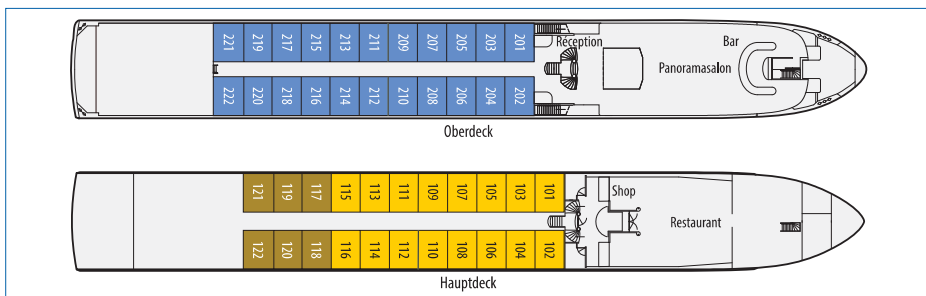 221 219 217 215 213 211 209 207 205 203 201
Réception
Bar
Panoramasalon
222 220 218 216 214 212 210 208 206 204 202
Oberdeck
121 119 117 115 113 111 109 107 105 103 101
Shop
Restaurant
122 120 118 116 114 112 110 108 106 104 102
Hauptdeck